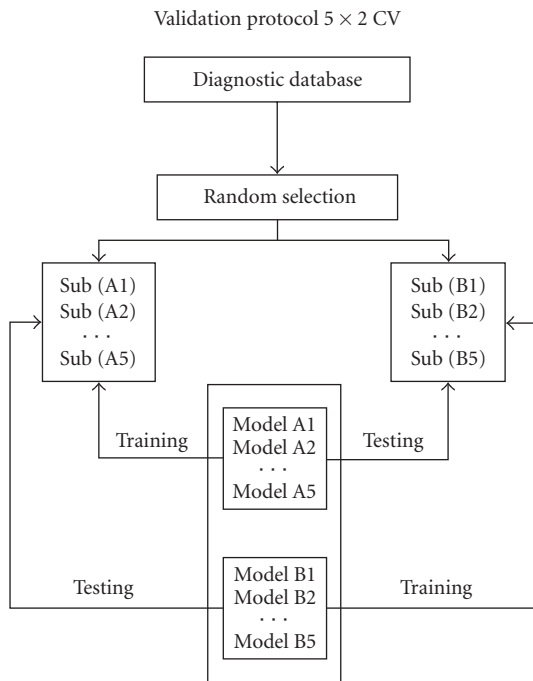 Validation protocol 5 × 2 CV
Diagnostic database
Random selection
Sub (A1)
Sub (A2)
· · ·
Sub (A5)
Sub (B1)
Sub (B2)
· · ·
Sub (B5)
Training
Model A1
Model A2
· · ·
Model A5
Testing
Testing
Model B1
Model B2
· · ·
Model B5
Training